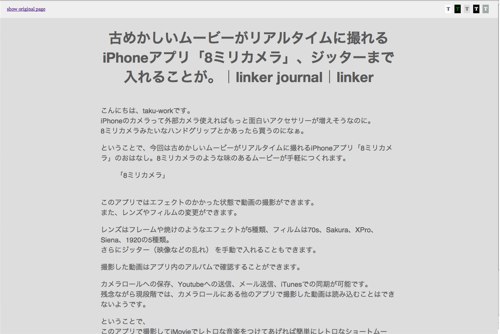 show original page
T T T T T
古めかしいムービーがリアルタイムに撮れる
iPhoneアプリ「8ミリカメラ」、ジッターまで
入れることが。｜linker journal｜linker
こんにちは、taku-workです。
iPhoneのカメラって外部カメラ使えればもっと面白いアクセサリーが増えそうなのに。
8ミリカメラみたいなハンドグリップとかあったら買うのになぁ。
ということで、今回は古めかしいムービーがリアルタイムに撮れるiPhoneアプリ「8ミリカメ
ラ」のおはなし。8ミリカメラのような味のあるムービーが手軽につくれます。
「8ミリカメラ」
このアプリではエフェクトのかかった状態で動画の撮影ができます。
また、レンズやフィルムの変更ができます。
レンズはフレームや焼けのようなエフェクトが5種類、フィルムは70s、Sakura、XPro、
Siena、1920の5種類。
さらにジッター（映像などの乱れ） を手動で入れることもできます。
撮影した動画はアプリ内のアルバムで確認することができます。
カメラロールへの保存、Youtubeへの送信、メール送信、iTunesでの同期が可能です。
残念ながら現段階では、カメラロールにある他のアプリで撮影した動画は読み込むことはでき
ないようです。
ということで、
このアプリで撮影してiMovieでレトロな音楽をつけてあげれば簡単にレトロなショートムー